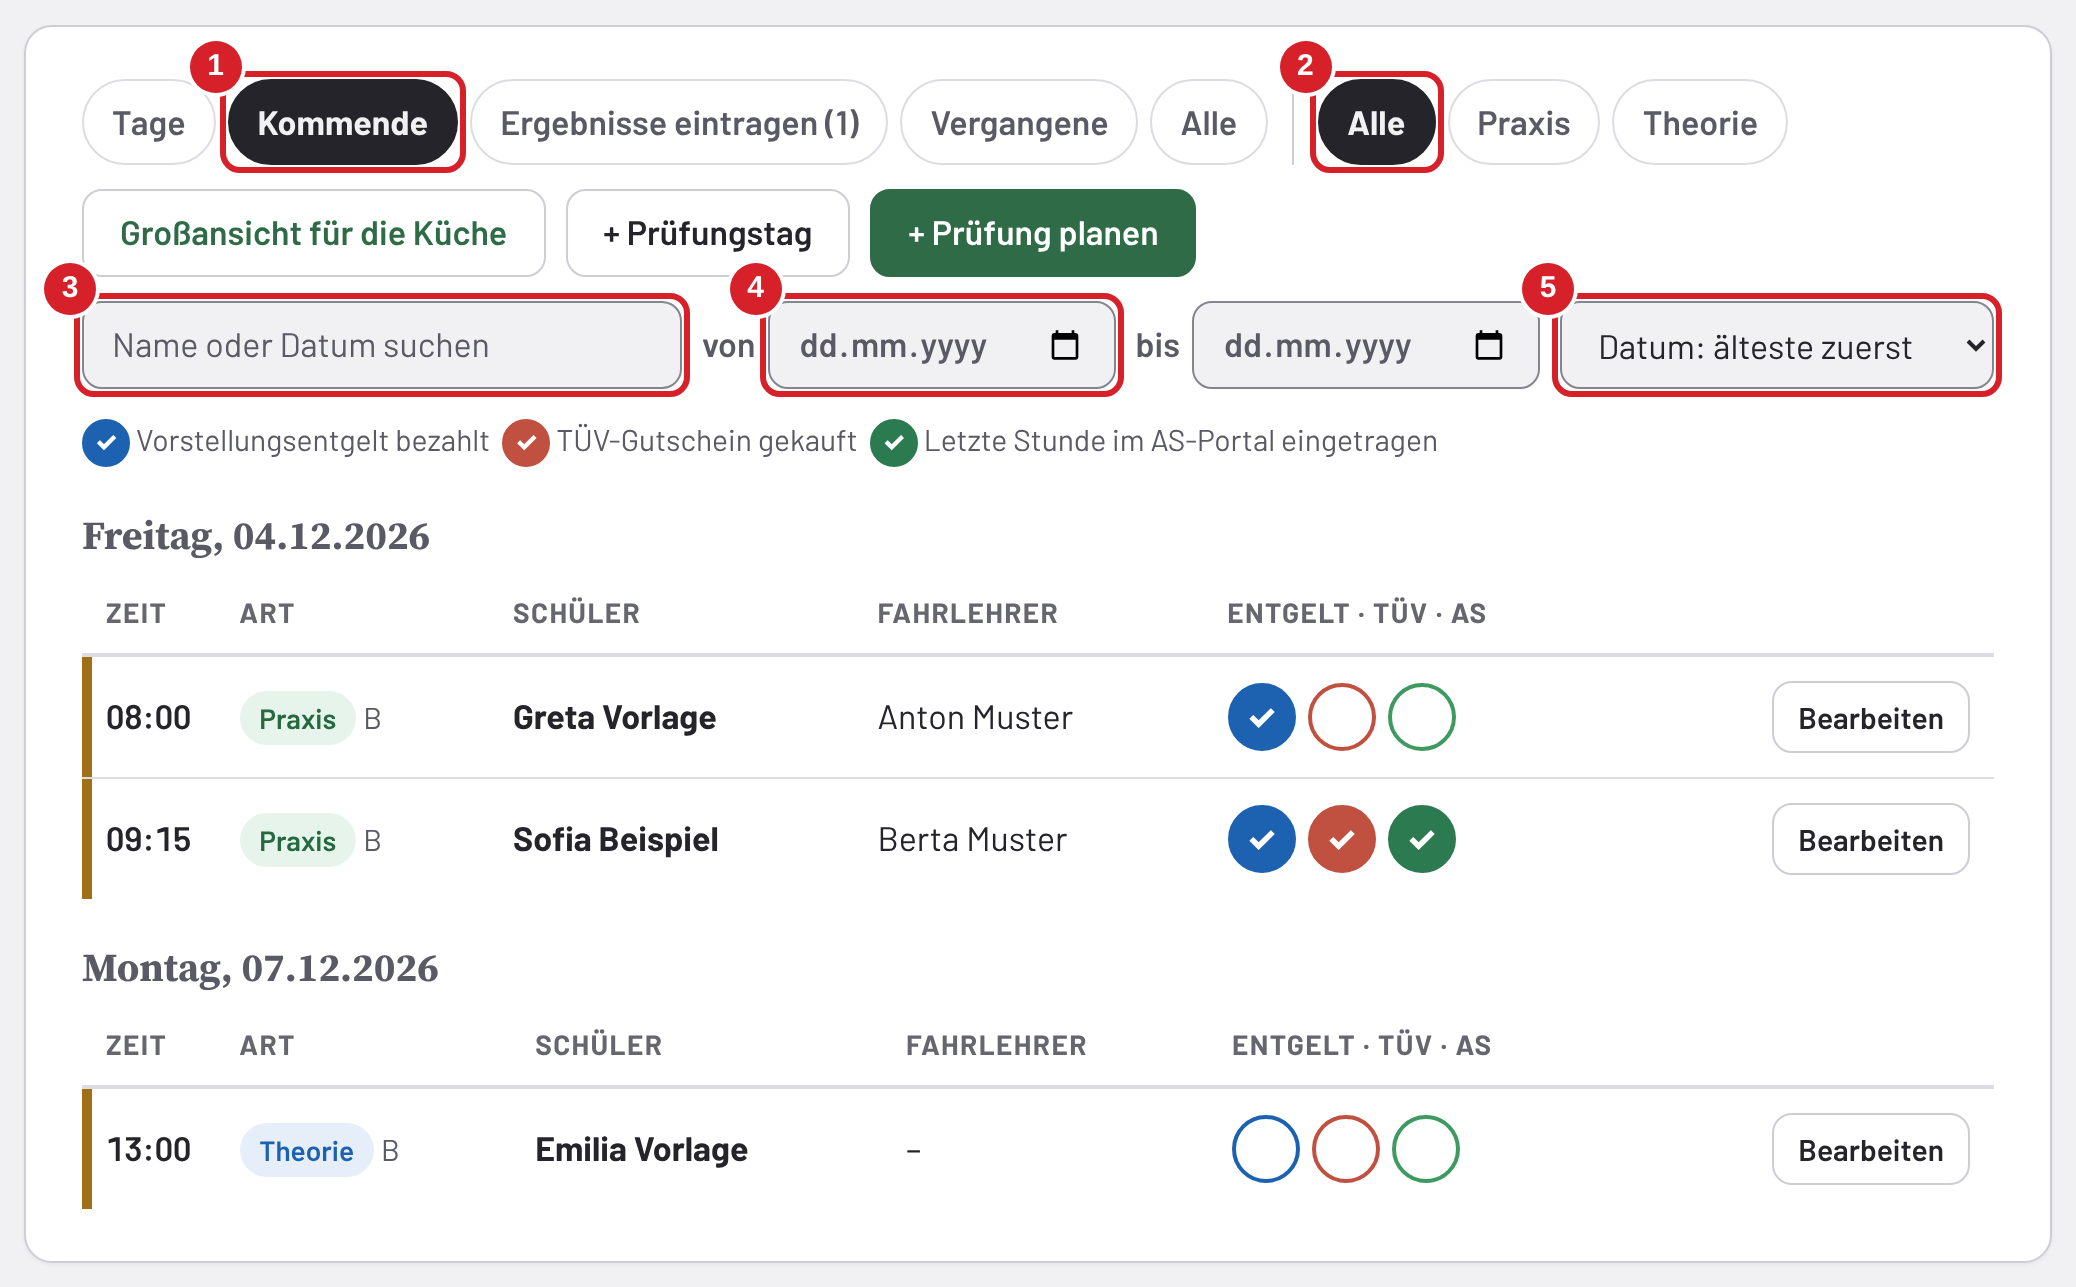 1 2
Tage Kommende Ergebnisse eintragen (1) Vergangene Alle Alle Praxis Theorie
Großansicht für die Küche + Prüfungstag + Prüfung planen
3 4 5
Name oder Datum suchen von dd.mm.yyyy bis dd.mm.yyyy Datum: älteste zuerst
Vorstellungsentgelt bezahlt TÜV-Gutschein gekauft Letzte Stunde im AS-Portal eingetragen
Freitag, 04.12.2026
ZEIT ART SCHÜLER FAHRLEHRER ENTGELT · TÜV · AS
08:00 Praxis B Greta Vorlage Anton Muster Bearbeiten
09:15 Praxis B Sofia Beispiel Berta Muster Bearbeiten
Montag, 07.12.2026
ZEIT ART SCHÜLER FAHRLEHRER ENTGELT · TÜV · AS
13:00 Theorie B Emilia Vorlage – Bearbeiten